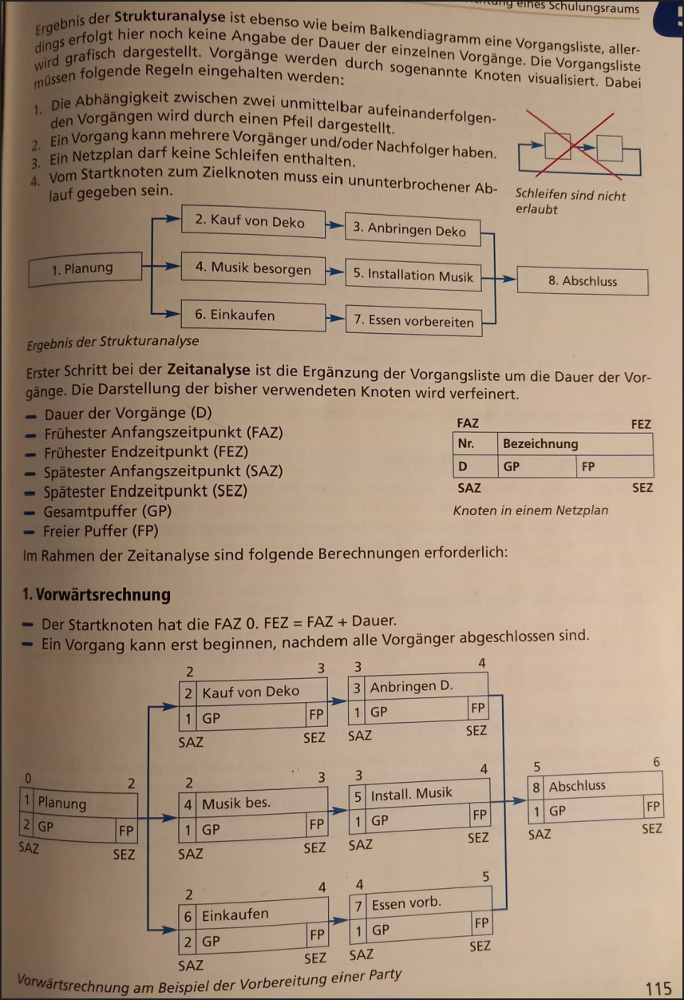 eines Schulungsraums
Ergebnis der Strukturanalyse ist ebenso wie beim Balkendiagramm eine Vorgangsliste, aller-
dings erfolgt hier noch keine Angabe der Dauer der einzelnen Vorgänge. Die Vorgangsliste
wird grafisch dargestellt. Vorgänge werden durch sogenannte Knoten visualisiert. Dabei
müssen folgende Regeln eingehalten werden:
1. Die Abhängigkeit zwischen zwei unmittelbar aufeinanderfolgen-
den Vorgängen wird durch einen Pfeil dargestellt.
2. Ein Vorgang kann mehrere Vorgänger und/oder Nachfolger haben.
3. Ein Netzplan darf keine Schleifen enthalten.
4. Vom Startknoten zum Zielknoten muss ein ununterbrochener Ab-
lauf gegeben sein.
Schleifen sind nicht
erlaubt
1. Planung
2. Kauf von Deko
3. Anbringen Deko
4. Musik besorgen
5. Installation Musik
6. Einkaufen
7. Essen vorbereiten
8. Abschluss
Ergebnis der Strukturanalyse
Erster Schritt bei der Zeitanalyse ist die Ergänzung der Vorgangsliste um die Dauer der Vor-
gänge. Die Darstellung der bisher verwendeten Knoten wird verfeinert.
– Dauer der Vorgänge (D)
– Frühester Anfangszeitpunkt (FAZ)
– Frühester Endzeitpunkt (FEZ)
– Spätester Anfangszeitpunkt (SAZ)
– Spätester Endzeitpunkt (SEZ)
– Gesamtpuffer (GP)
– Freier Puffer (FP)
FAZ FEZ
Nr. Bezeichnung
D GP FP
SAZ SEZ
Knoten in einem Netzplan
Im Rahmen der Zeitanalyse sind folgende Berechnungen erforderlich:
1. Vorwärtsrechnung
– Der Startknoten hat die FAZ 0. FEZ = FAZ + Dauer.
– Ein Vorgang kann erst beginnen, nachdem alle Vorgänger abgeschlossen sind.
0 2
1 Planung
2 GP FP
SAZ SEZ
2 3
2 Kauf von Deko
1 GP FP
SAZ SEZ
3 4
3 Anbringen D.
1 GP FP
SAZ SEZ
2 3
4 Musik bes.
1 GP FP
SAZ SEZ
3 4
5 Install. Musik
1 GP FP
SAZ SEZ
2 4
6 Einkaufen
2 GP FP
SAZ SEZ
4 5
7 Essen vorb.
1 GP FP
SAZ SEZ
5 6
8 Abschluss
1 GP FP
SAZ SEZ
Vorwärtsrechnung am Beispiel der Vorbereitung einer Party
115